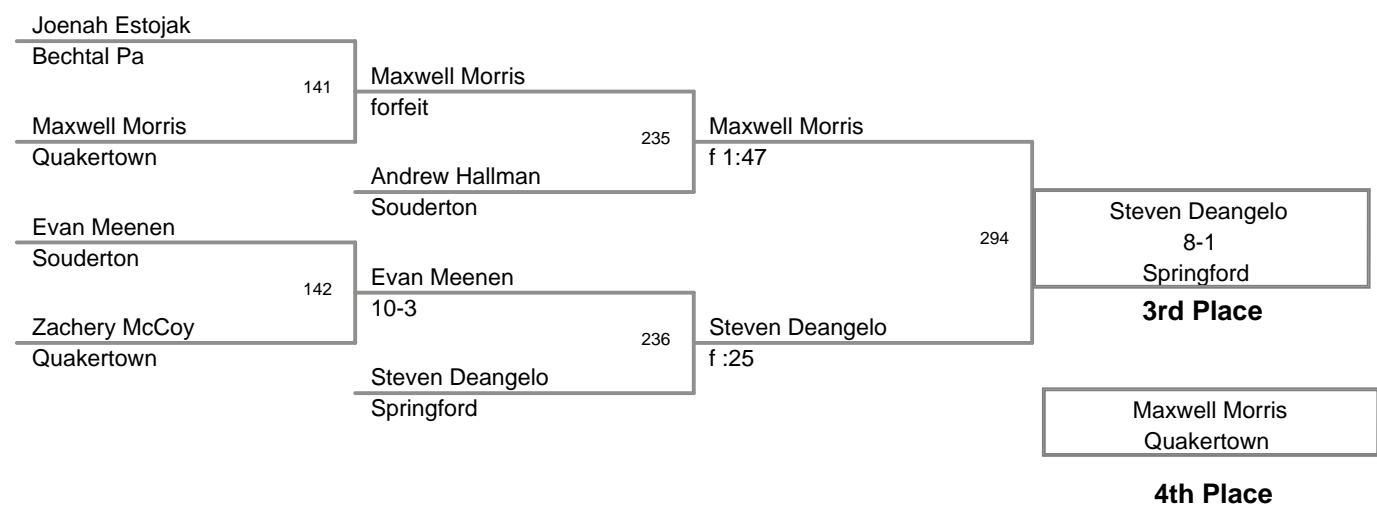 Joenah Estojak
Bechtal Pa
141
Maxwell Morris
Quakertown
Evan Meenen
Souderton
142
Zachery McCoy
Quakertown
Maxwell Morris
forfeit
235
Andrew Hallman
Souderton
Evan Meenen
10-3
236
Steven Deangelo
Springford
Maxwell Morris
f 1:47
294
Steven Deangelo
f :25
Steven Deangelo
8-1
Springford
3rd Place
Maxwell Morris
Quakertown
4th Place